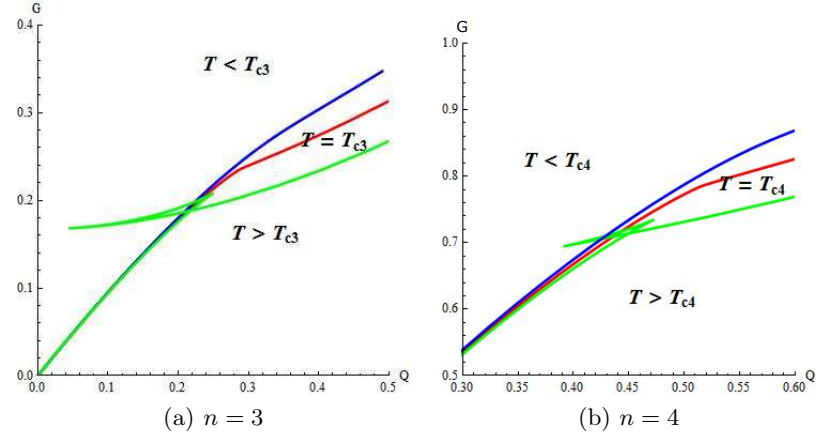 G
0.4
0.3
0.2
0.1
0.0
0.0 0.1 0.2 0.3 0.4 0.5 Q
T < Tc3
T = Tc3
T > Tc3
(a) n = 3
G
1.0
0.9
0.8
0.7
0.6
0.5
0.30 0.35 0.40 0.45 0.50 0.55 0.60 Q
T < Tc4
T = Tc4
T > Tc4
(b) n = 4